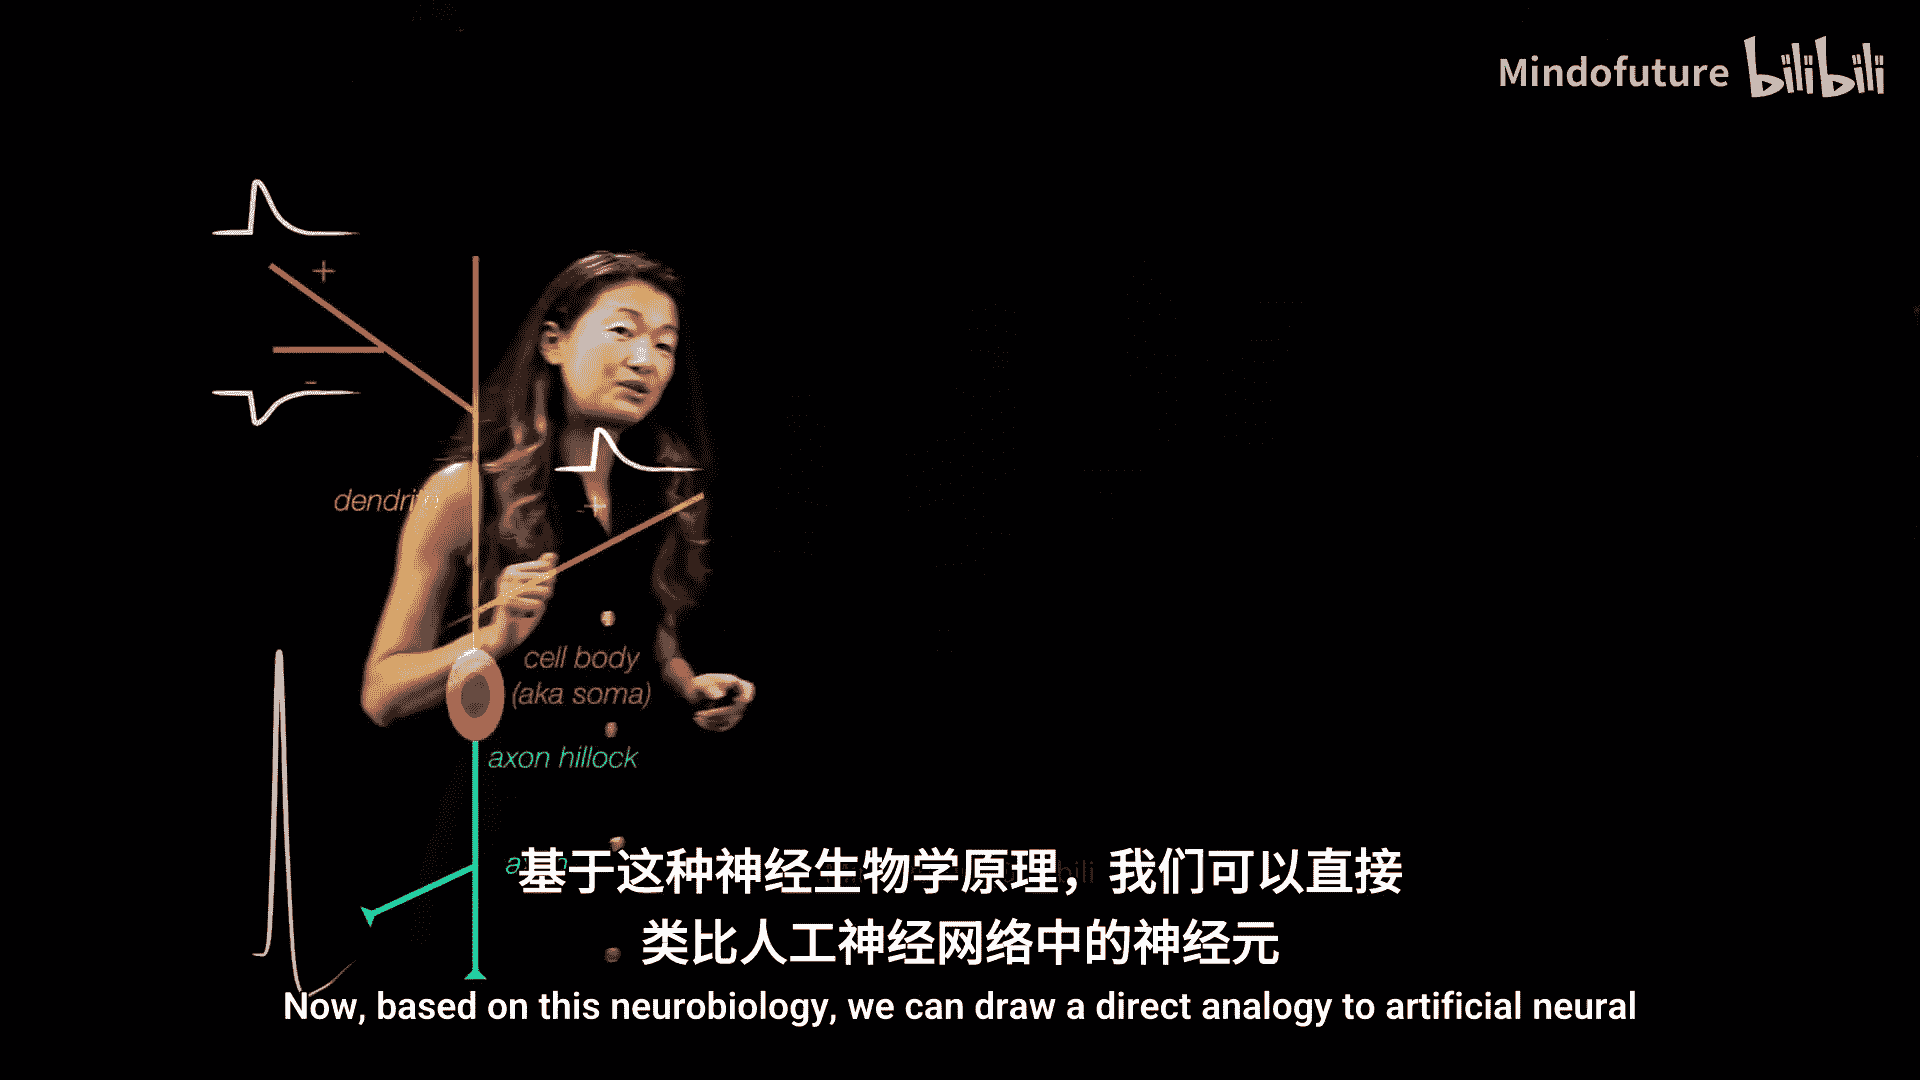 Mindofuture bilibili
+
-
+
cell body
(aka soma)
axon hillock
基于这种神经生物学原理，我们可以直接
类比人工神经网络中的神经元
Now, based on this neurobiology, we can draw a direct analogy to artificial neural